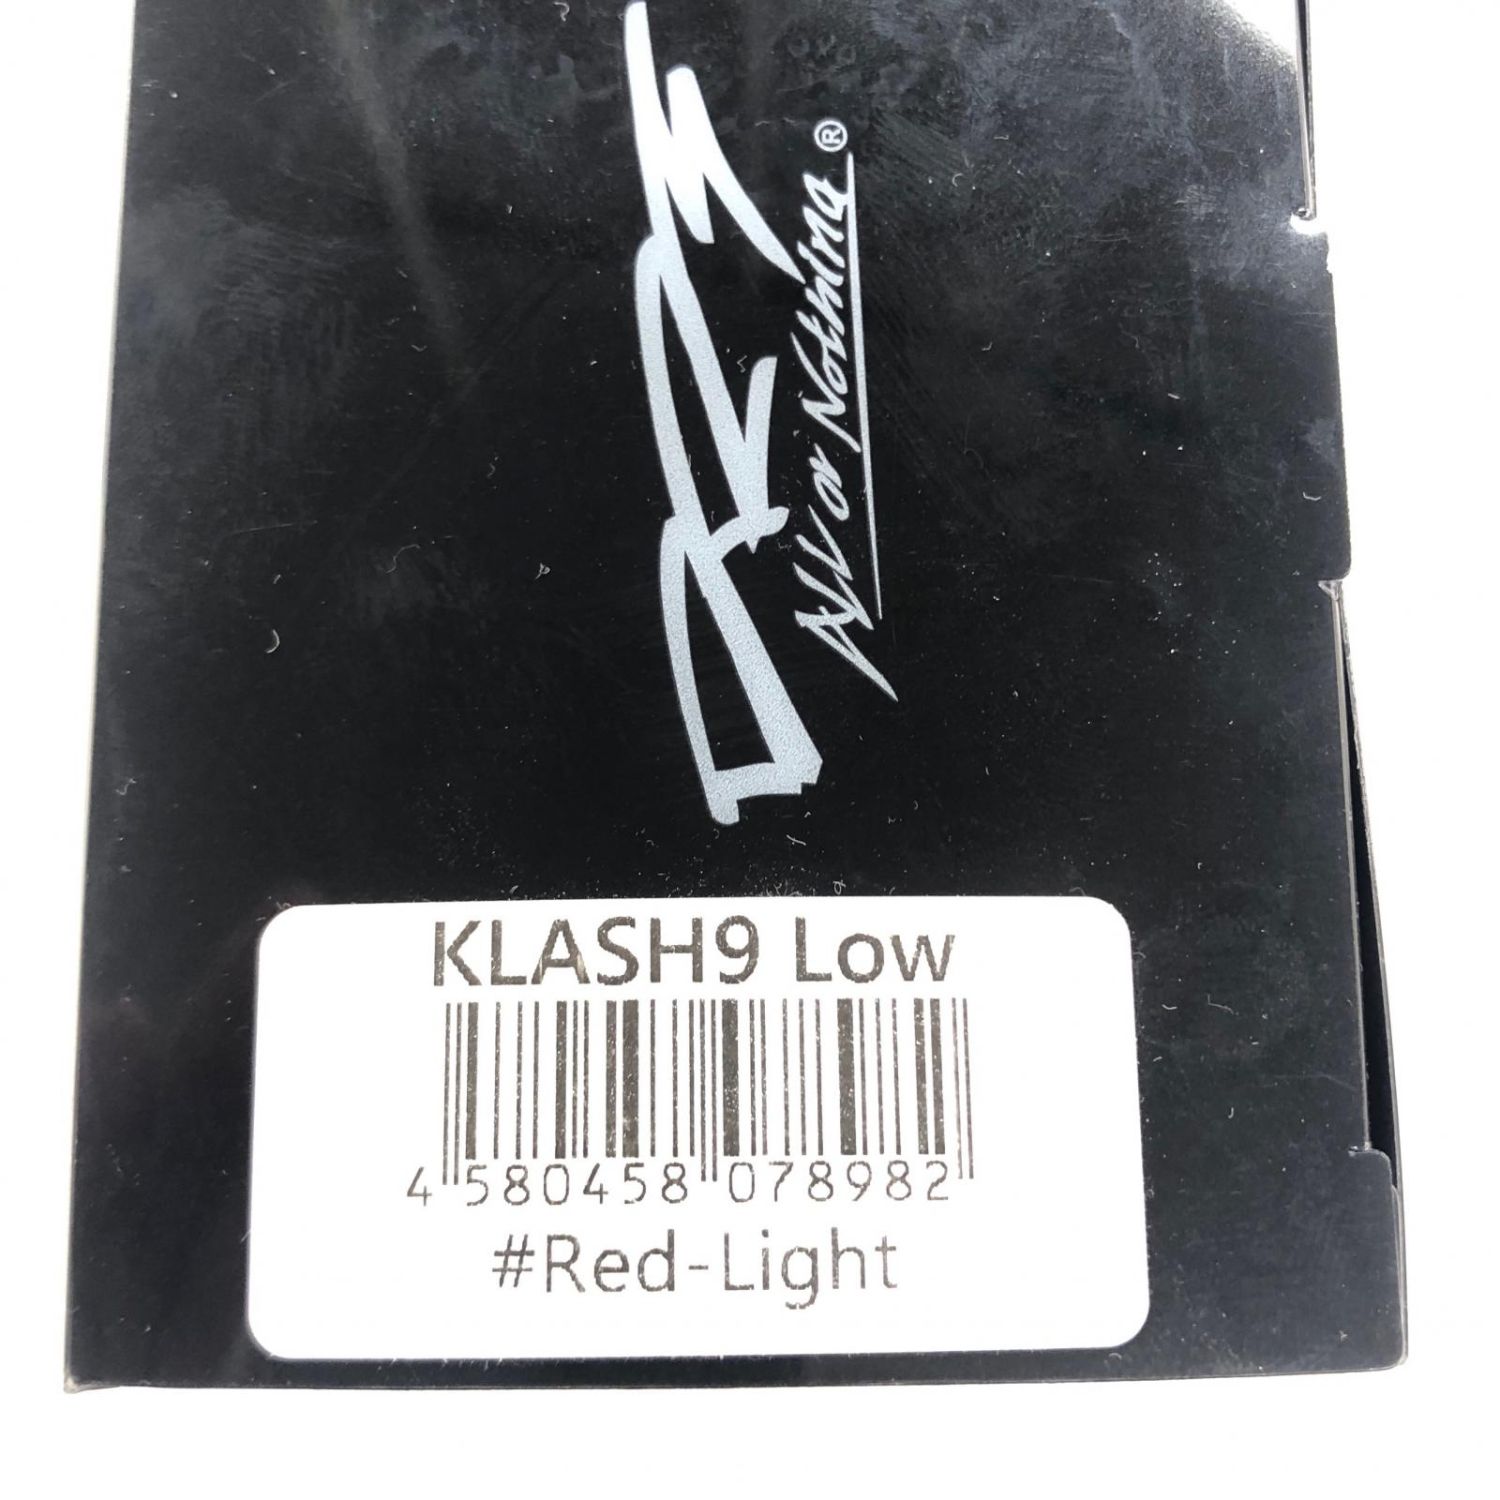 All or Nothing®
KLASH9 Low
4 580458 078982
#Red-Light